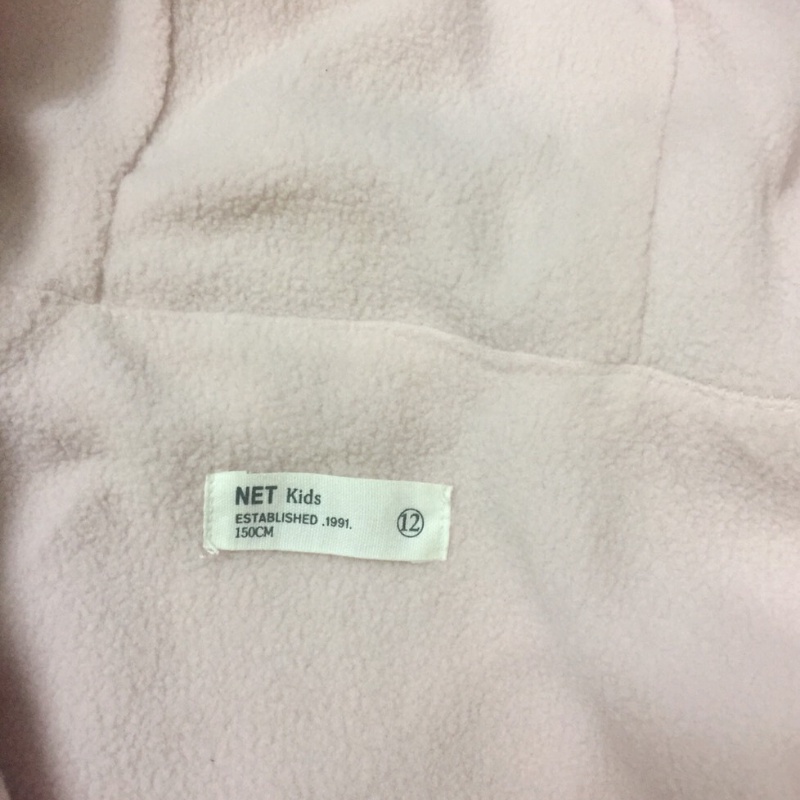 NET Kids
ESTABLISHED .1991.
150CM
⑫